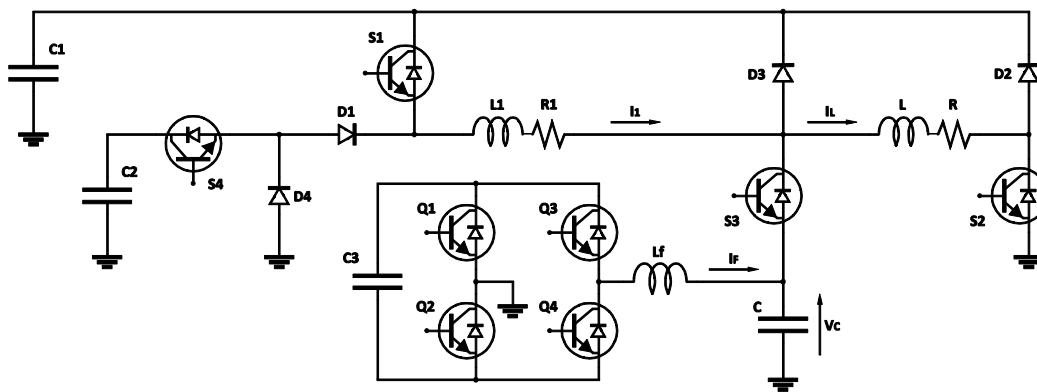 C1
S1
D3
D2
D1
L1
R1
I1
IL
L
R
C2
S4
D4
Q1
Q3
S3
S2
C3
Lf
IF
Q2
Q4
C
VC